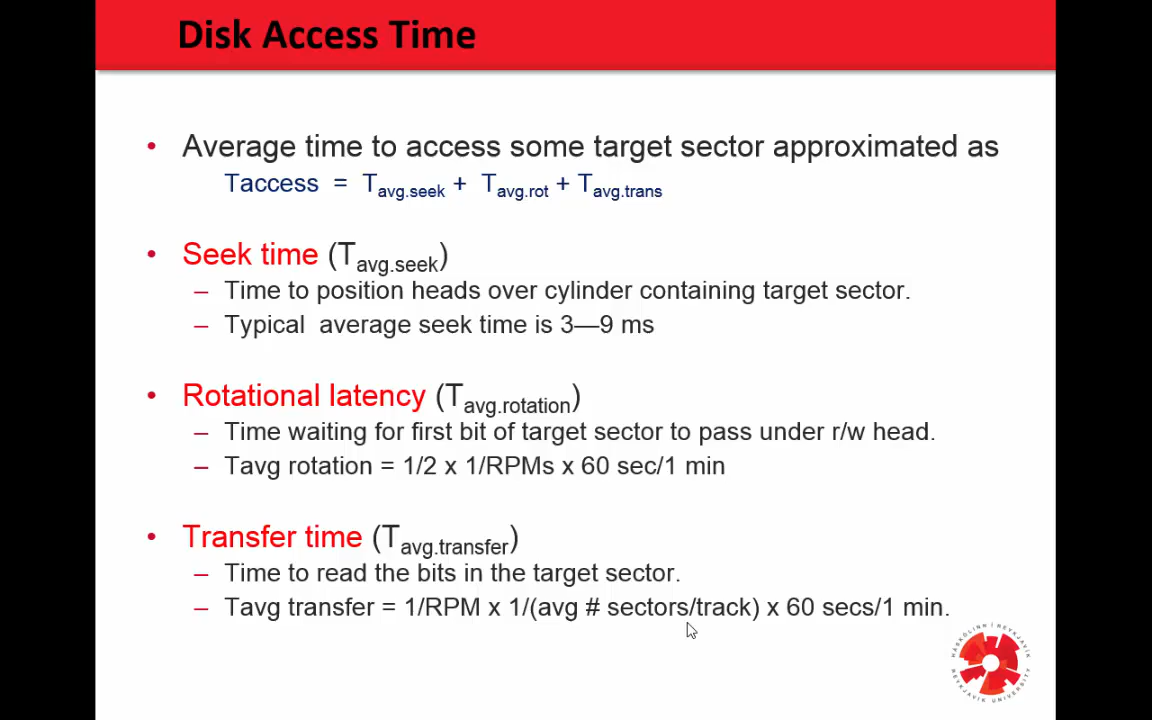 Disk Access Time
• Average time to access some target sector approximated as
Taccess = Tavg.seek + Tavg.rot + Tavg.trans
• Seek time (Tavg.seek)
– Time to position heads over cylinder containing target sector.
– Typical average seek time is 3—9 ms
• Rotational latency (Tavg.rotation)
– Time waiting for first bit of target sector to pass under r/w head.
– Tavg rotation = 1/2 x 1/RPMs x 60 sec/1 min
• Transfer time (Tavg.transfer)
– Time to read the bits in the target sector.
– Tavg transfer = 1/RPM x 1/(avg # sectors/track) x 60 secs/1 min.
HÁSKÓLINN Í REYKJAVÍK
REYKJAVIK UNIVERSITY